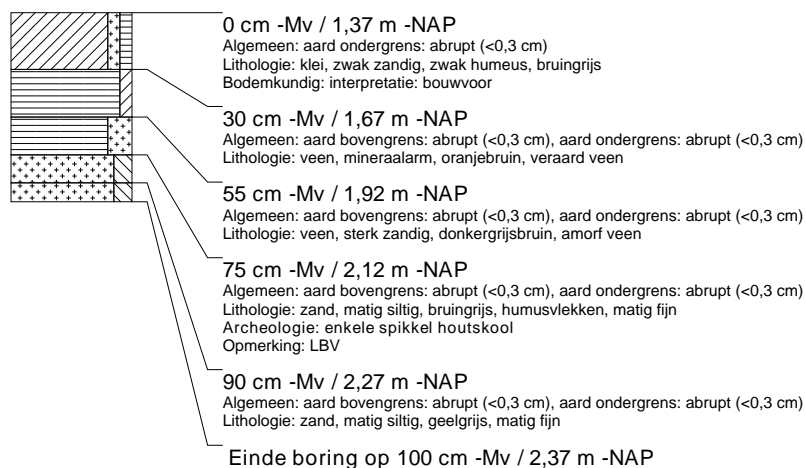 0 cm -Mv / 1,37 m -NAP
Algemeen: aard ondergrens: abrupt (<0,3 cm)
Lithologie: klei, zwak zandig, zwak humeus, bruingrijs
Bodemkundig: interpretatie: bouwvoor
30 cm -Mv / 1,67 m -NAP
Algemeen: aard bovengrens: abrupt (<0,3 cm), aard ondergrens: abrupt (<0,3 cm)
Lithologie: veen, mineraalarm, oranjebruin, veraard veen
55 cm -Mv / 1,92 m -NAP
Algemeen: aard bovengrens: abrupt (<0,3 cm), aard ondergrens: abrupt (<0,3 cm)
Lithologie: veen, sterk zandig, donkergrijsbruin, amorf veen
75 cm -Mv / 2,12 m -NAP
Algemeen: aard bovengrens: abrupt (<0,3 cm), aard ondergrens: abrupt (<0,3 cm)
Lithologie: zand, matig siltig, bruingrijs, humusvlekken, matig fijn
Archeologie: enkele spikkel houtskool
Opmerking: LBV
90 cm -Mv / 2,27 m -NAP
Algemeen: aard bovengrens: abrupt (<0,3 cm), aard ondergrens: abrupt (<0,3 cm)
Lithologie: zand, matig siltig, geelgrijs, matig fijn
Einde boring op 100 cm -Mv / 2,37 m -NAP